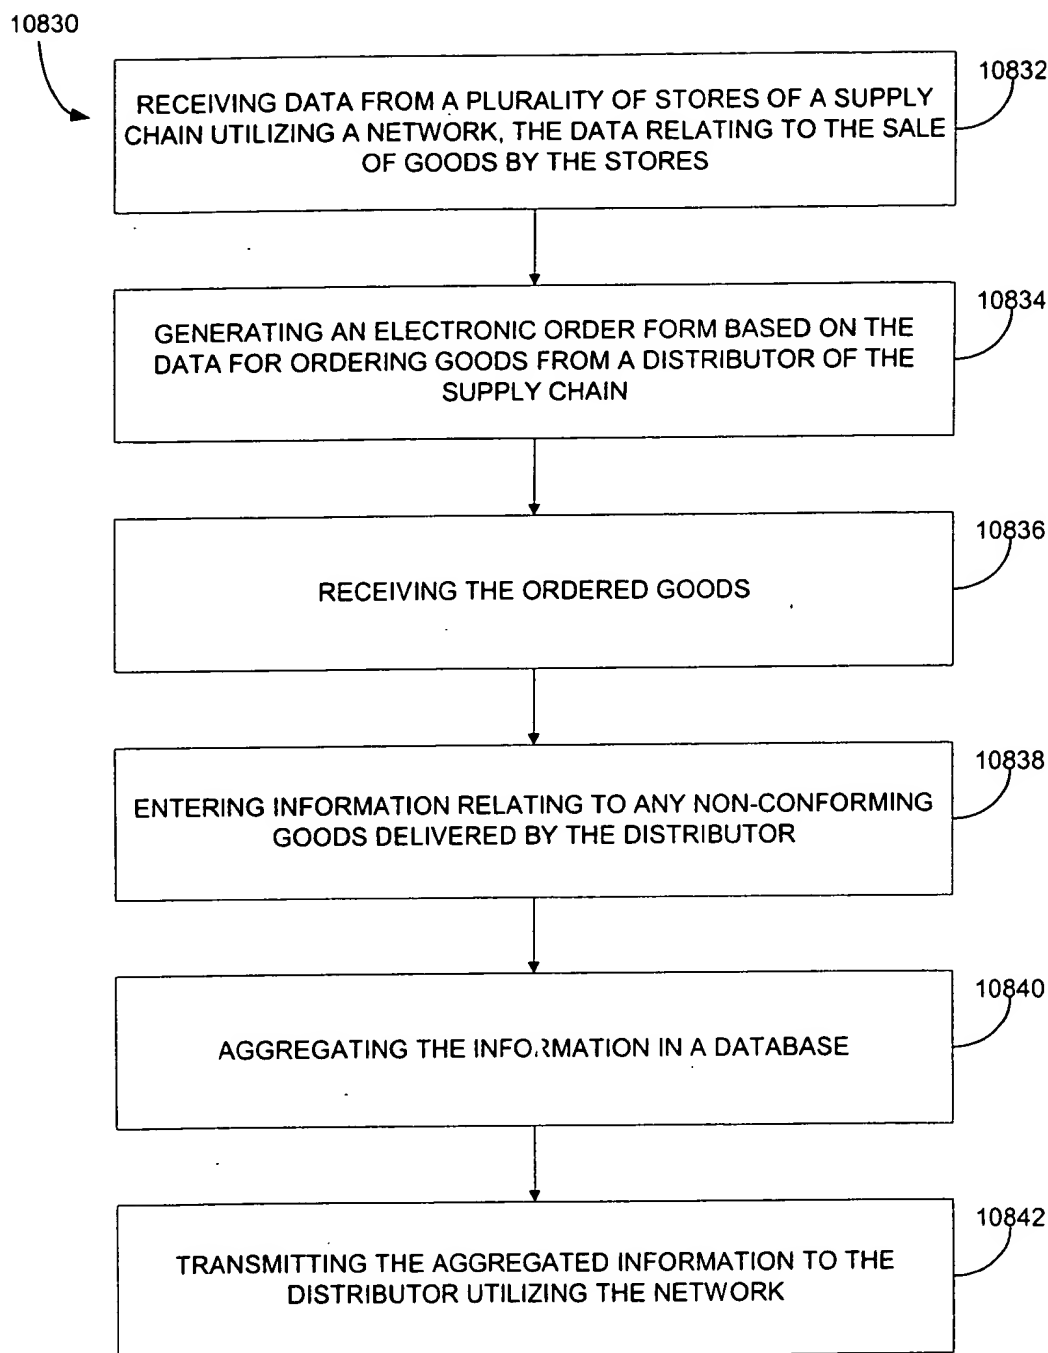 10830
10832
RECEIVING DATA FROM A PLURALITY OF STORES OF A SUPPLY
CHAIN UTILIZING A NETWORK, THE DATA RELATING TO THE SALE
OF GOODS BY THE STORES
10834
GENERATING AN ELECTRONIC ORDER FORM BASED ON THE
DATA FOR ORDERING GOODS FROM A DISTRIBUTOR OF THE
SUPPLY CHAIN
10836
RECEIVING THE ORDERED GOODS
10838
ENTERING INFORMATION RELATING TO ANY NON-CONFORMING
GOODS DELIVERED BY THE DISTRIBUTOR
10840
AGGREGATING THE INFORMATION IN A DATABASE
10842
TRANSMITTING THE AGGREGATED INFORMATION TO THE
DISTRIBUTOR UTILIZING THE NETWORK